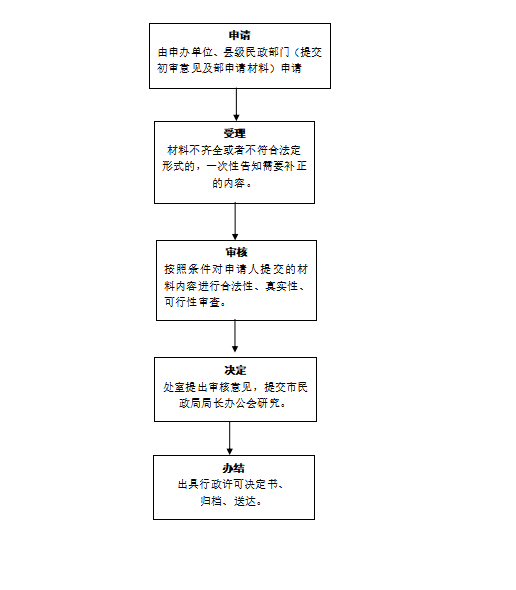 申请
由申办单位、县级民政部门（提交
初审意见及部申请材料）申请
受理
材料不齐全或者不符合法定
形式的，一次性告知需要补正
的内容。
审核
按照条件对申请人提交的材
料内容进行合法性、真实性、
可行性审查。
决定
处室提出审核意见，提交市民
政局局长办公会研究。
办结
出具行政许可决定书、
归档、送达。